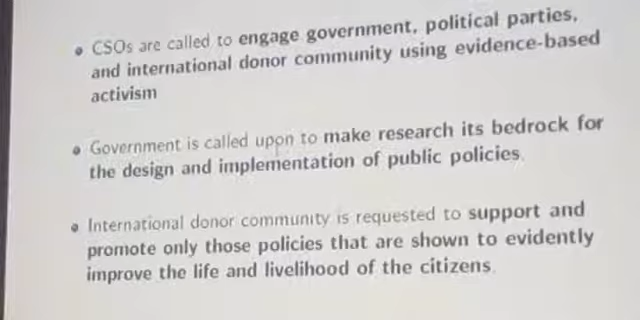 • CSOs are called to engage government, political parties,
and international donor community using evidence-based
activism
• Government is called upon to make research its bedrock for
the design and implementation of public policies.
• International donor community is requested to support and
promote only those policies that are shown to evidently
improve the life and livelihood of the citizens.